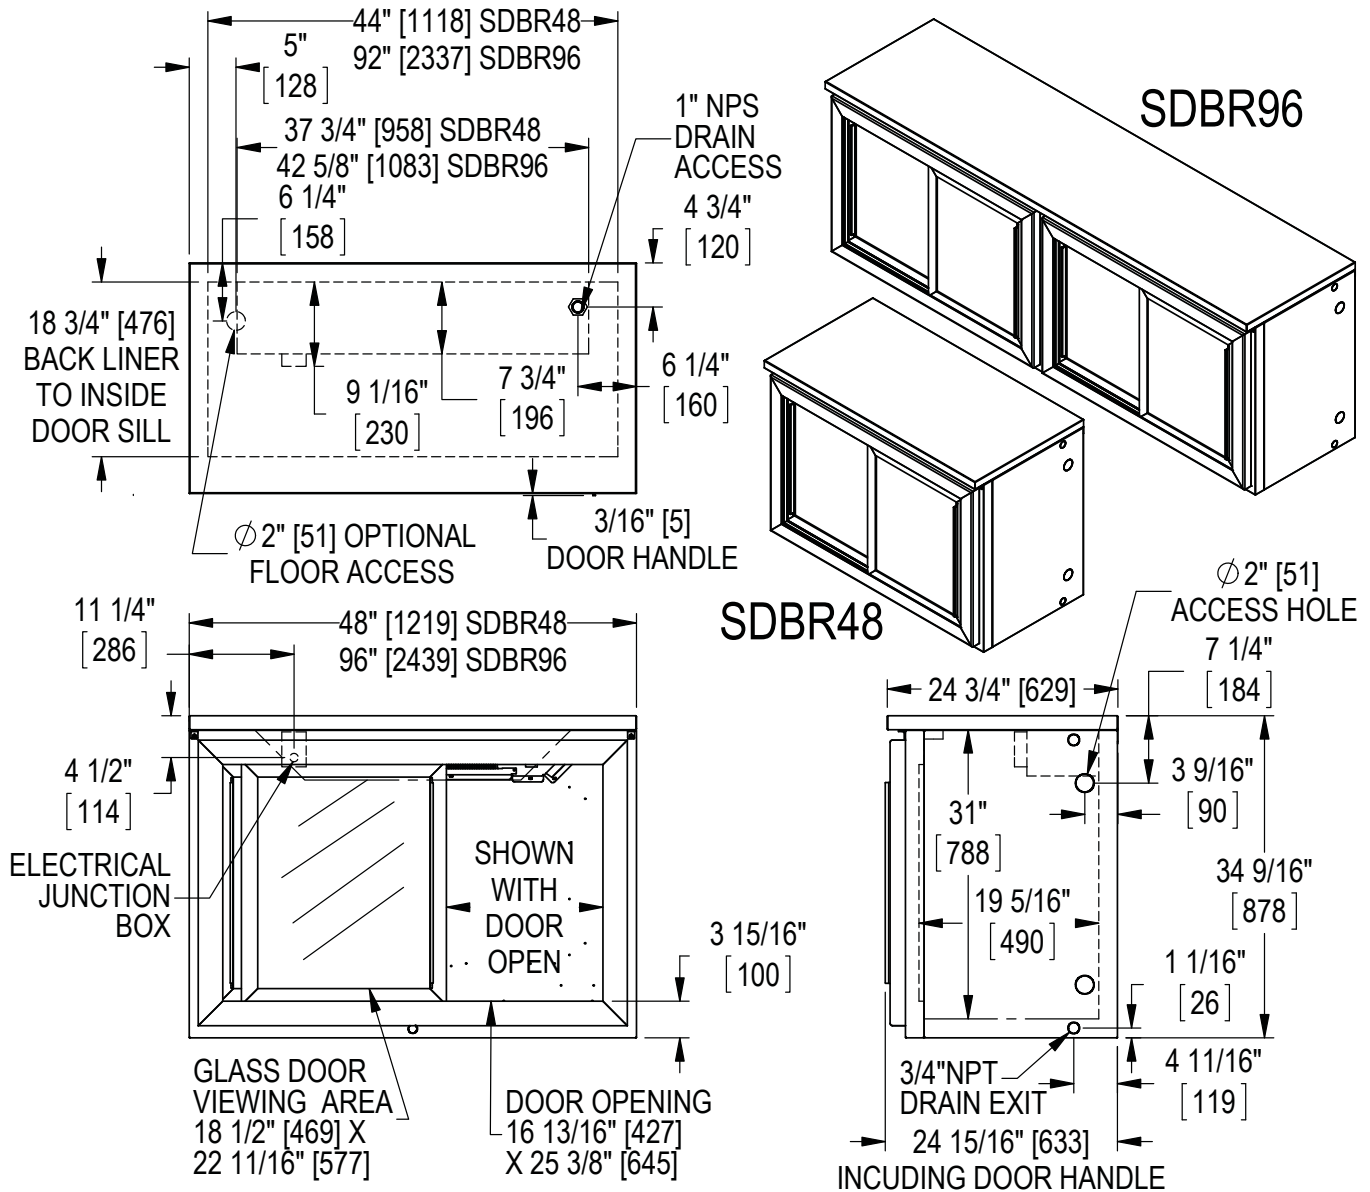 44" [1118] SDBR48
92" [2337] SDBR96
5"
[128]
37 3/4" [958] SDBR48
42 5/8" [1083] SDBR96
6 1/4"
[158]
1" NPS
DRAIN
ACCESS
4 3/4"
[120]
SDBR96
18 3/4" [476]
BACK LINER
TO INSIDE
DOOR SILL
9 1/16"
[230]
7 3/4"
[196]
6 1/4"
[160]
3/16" [5]
DOOR HANDLE
∅2" [51] OPTIONAL
FLOOR ACCESS
SDBR48
∅2" [51]
ACCESS HOLE
11 1/4"
[286]
48" [1219] SDBR48
96" [2439] SDBR96
4 1/2"
[114]
ELECTRICAL
JUNCTION
BOX
SHOWN
WITH
DOOR
OPEN
3 15/16"
[100]
GLASS DOOR
VIEWING AREA
18 1/2" [469] X
22 11/16" [577]
DOOR OPENING
16 13/16" [427]
X 25 3/8" [645]
24 3/4" [629]
7 1/4"
[184]
3 9/16"
[90]
31"
[788]
19 5/16"
[490]
34 9/16"
[878]
1 1/16"
[26]
4 11/16"
[119]
3/4"NPT
DRAIN EXIT
24 15/16" [633]
INCUDING DOOR HANDLE